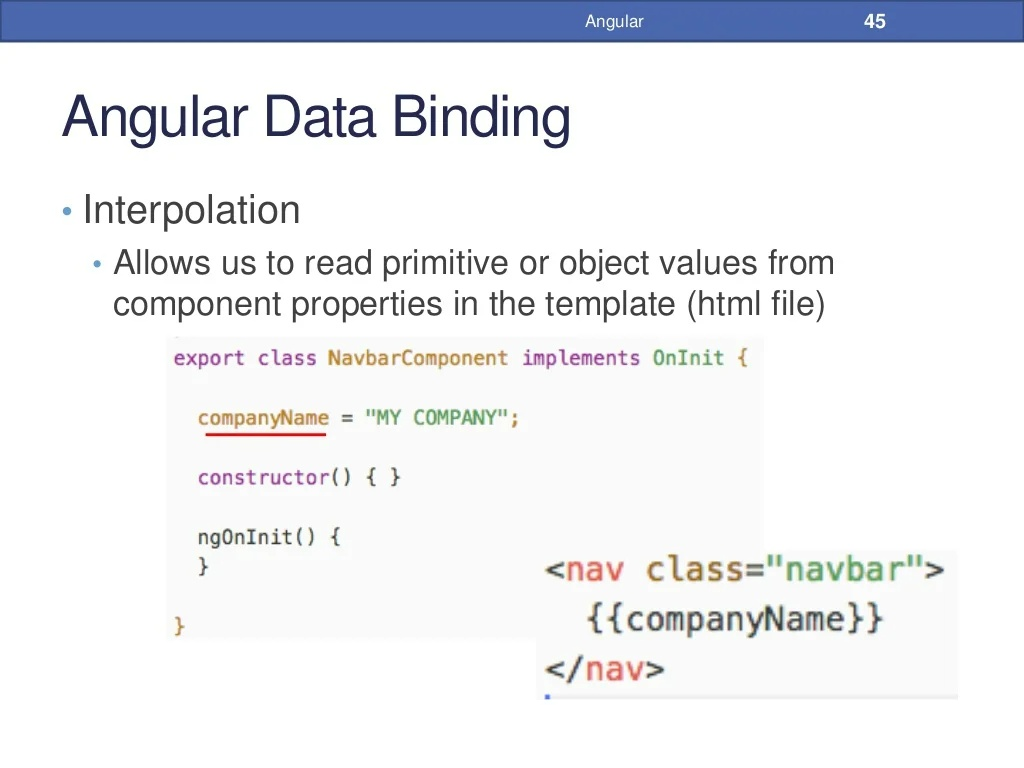 Angular
45
Angular Data Binding
• Interpolation
• Allows us to read primitive or object values from
component properties in the template (html file)
export class NavbarComponent implements OnInit {
companyName = "MY COMPANY";
constructor() { }
ngOnInit() {
}
}
<nav class="navbar">
{{companyName}}
</nav>